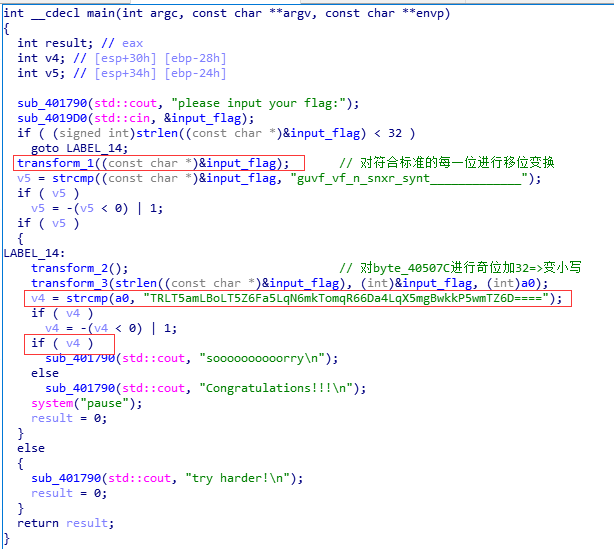 int __cdecl main(int argc, const char **argv, const char **envp)
{
int result; // eax
int v4; // [esp+30h] [ebp-28h]
int v5; // [esp+34h] [ebp-24h]
sub_401790(std::cout, "please input your flag:");
sub_4019D0(std::cin, &input_flag);
if ( (signed int)strlen((const char *)&input_flag) < 32 )
goto LABEL_14;
transform_1((const char *)&input_flag); // 对符合标准的每一位进行移位变换
v5 = strcmp((const char *)&input_flag, "guvf_vf_n_snxr_synt_____________");
if ( v5 )
v5 = -(v5 < 0) | 1;
if ( v5 )
{
LABEL_14:
transform_2(); // 对byte_40507C进行奇位加32=>变小写
transform_3(strlen((const char *)&input_flag), (int)&input_flag, (int)a0);
v4 = strcmp(a0, "TRLT5amLBoLT5Z6Fa5LqN6mkTomqR66Da4LqX5mgBwkkP5wmTZ6D====");
if ( v4 )
v4 = -(v4 < 0) | 1;
if ( v4 )
sub_401790(std::cout, "soooooooooorry\n");
else
sub_401790(std::cout, "Congratulations!!!\n");
system("pause");
result = 0;
}
else
{
sub_401790(std::cout, "try harder!\n");
result = 0;
}
return result;
}